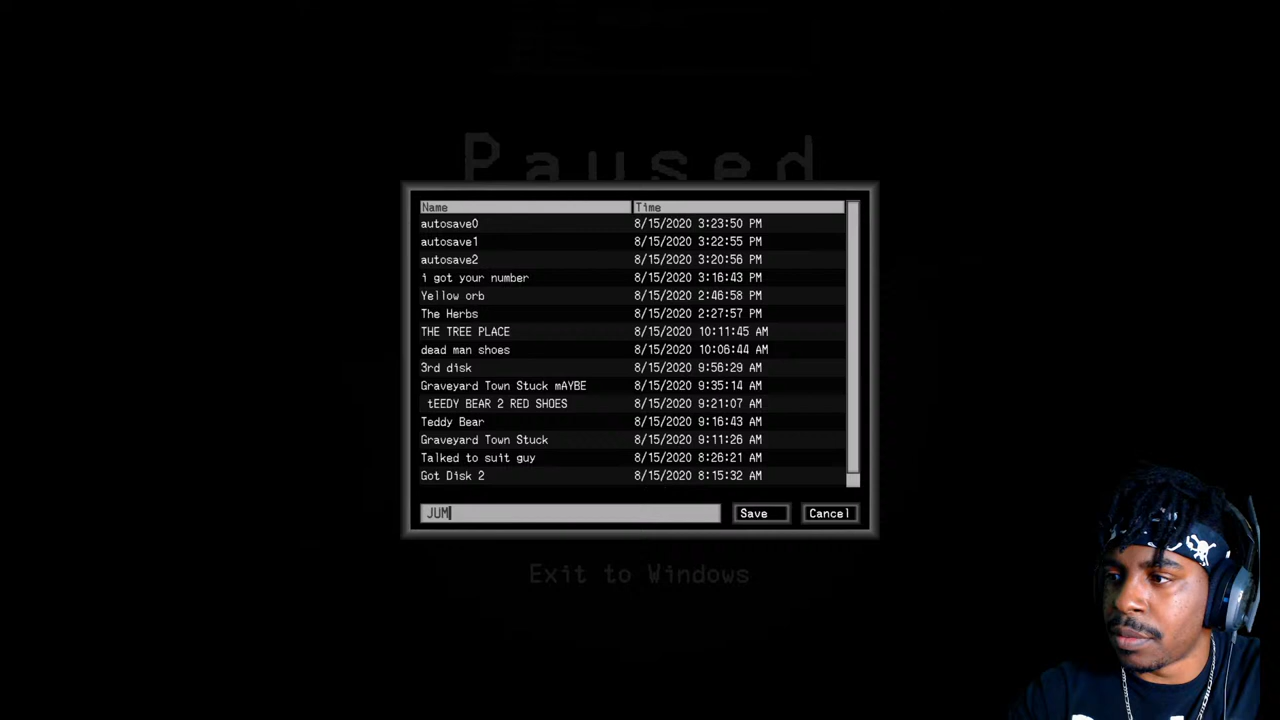 Paused
Name Time
autosave0 8/15/2020 3:23:50 PM
autosave1 8/15/2020 3:22:55 PM
autosave2 8/15/2020 3:20:56 PM
i got your number 8/15/2020 3:16:43 PM
Yellow orb 8/15/2020 2:46:58 PM
The Herbs 8/15/2020 2:27:57 PM
THE TREE PLACE 8/15/2020 10:11:45 AM
dead man shoes 8/15/2020 10:06:44 AM
3rd disk 8/15/2020 9:56:29 AM
Graveyard Town Stuck mAYBE 8/15/2020 9:35:14 AM
tEEDY BEAR 2 RED SHOES 8/15/2020 9:21:07 AM
Teddy Bear 8/15/2020 9:16:43 AM
Graveyard Town Stuck 8/15/2020 9:11:26 AM
Talked to suit guy 8/15/2020 8:26:21 AM
Got Disk 2 8/15/2020 8:15:32 AM
JUM Save Cancel
Exit to Windows